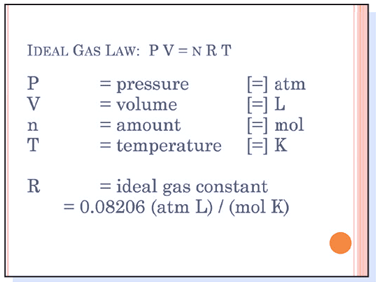 IDEAL GAS LAW: P V = N R T
P = pressure [=] atm
V = volume [=] L
n = amount [=] mol
T = temperature [=] K
R = ideal gas constant
= 0.08206 (atm L) / (mol K)